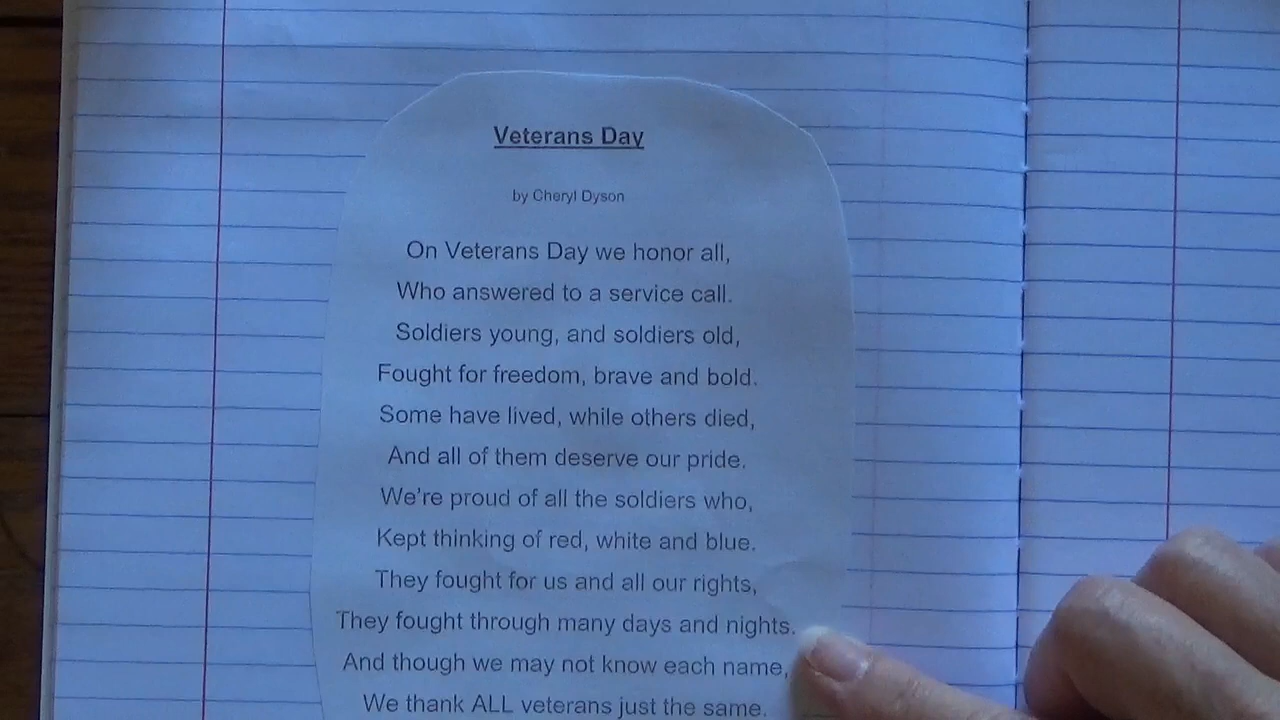 Veterans Day
by Cheryl Dyson
On Veterans Day we honor all,
Who answered to a service call.
Soldiers young, and soldiers old,
Fought for freedom, brave and bold.
Some have lived, while others died,
And all of them deserve our pride.
We're proud of all the soldiers who,
Kept thinking of red, white and blue.
They fought for us and all our rights,
They fought through many days and nights.
And though we may not know each name,
We thank ALL veterans just the same.